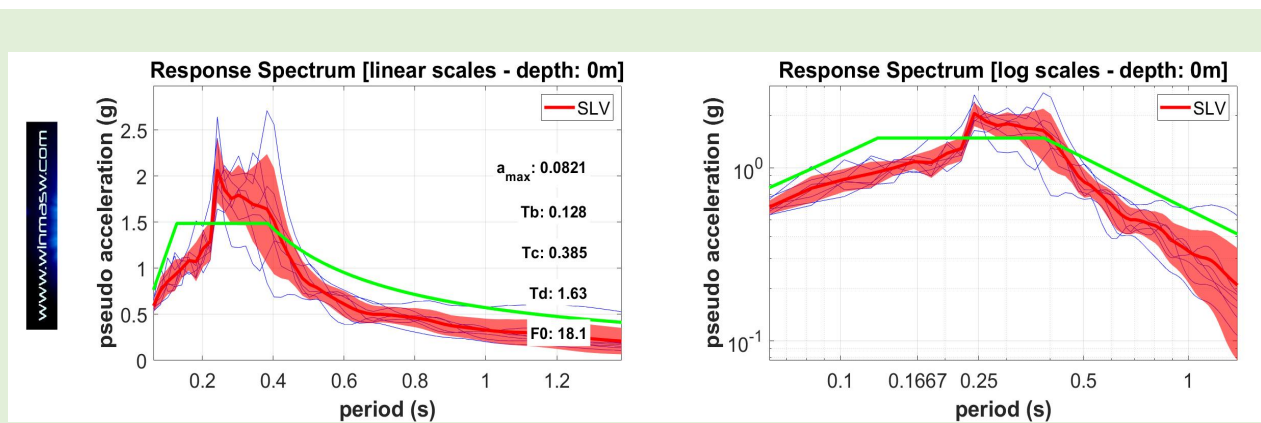 www.winmasw.com
Response Spectrum [linear scales - depth: 0m]
pseudo acceleration (g)
2.5
2
1.5
1
0.5
0
SLV
amax: 0.0821
Tb: 0.128
Tc: 0.385
Td: 1.63
F0: 18.1
0.2 0.4 0.6 0.8 1 1.2
period (s)
Response Spectrum [log scales - depth: 0m]
pseudo acceleration (g)
10^0
10^-1
SLV
0.1 0.1667 0.25 0.5 1
period (s)